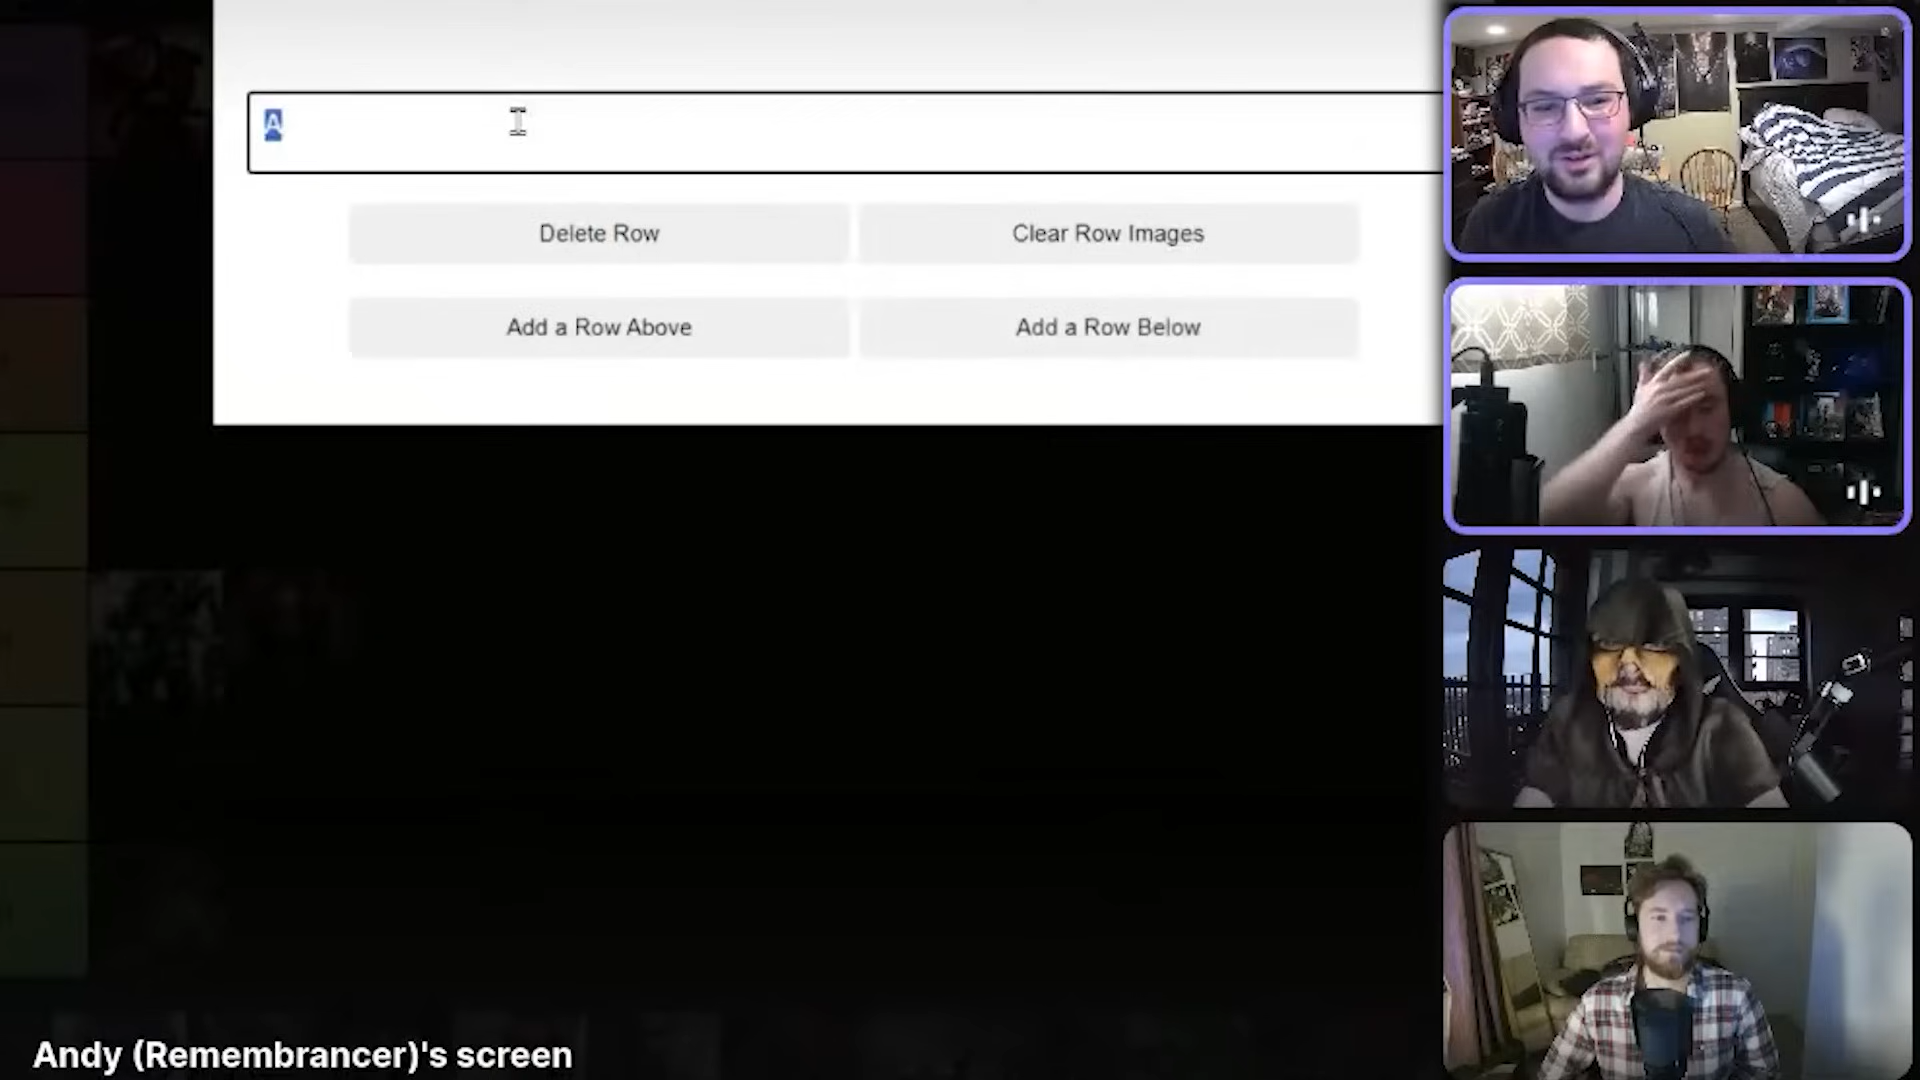 A
Delete Row
Clear Row Images
Add a Row Above
Add a Row Below
Andy (Remembrancer)'s screen